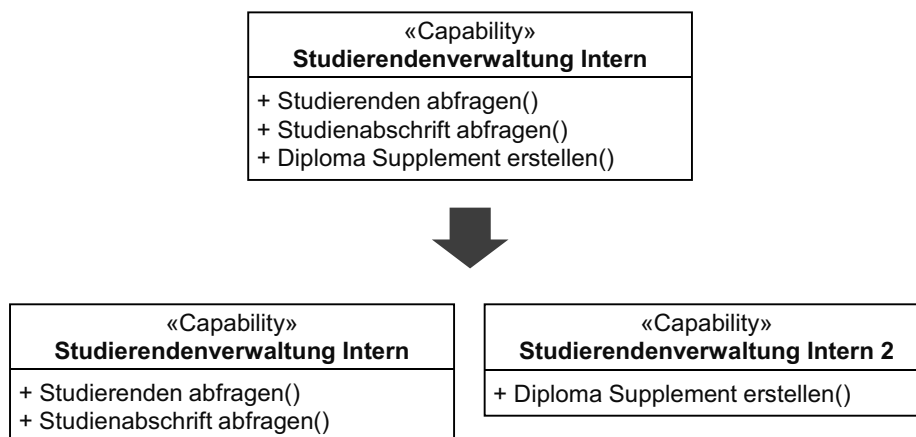 «Capability»
Studierendenverwaltung Intern
+ Studierenden abfragen()
+ Studienabschrift abfragen()
+ Diploma Supplement erstellen()
«Capability»
Studierendenverwaltung Intern
+ Studierenden abfragen()
+ Studienabschrift abfragen()
«Capability»
Studierendenverwaltung Intern 2
+ Diploma Supplement erstellen()